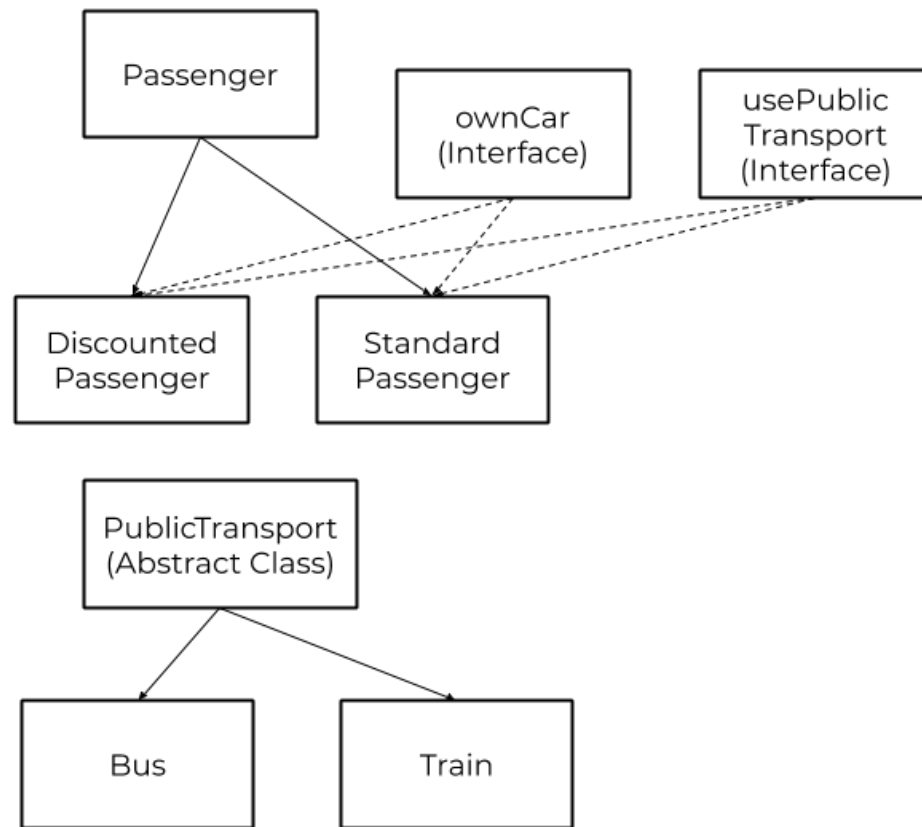 Passenger
ownCar
(Interface)
usePublic
Transport
(Interface)
Discounted
Passenger
Standard
Passenger
PublicTransport
(Abstract Class)
Bus
Train